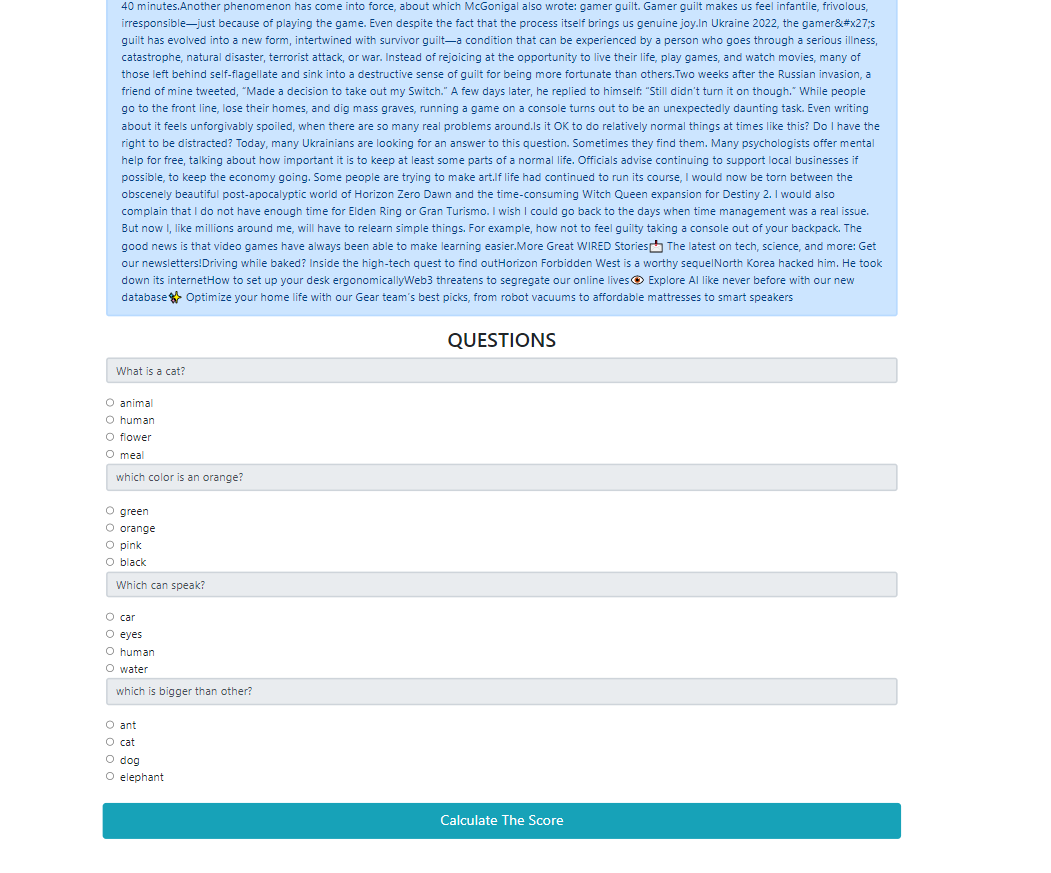 40 minutes.Another phenomenon has come into force, about which McGonigal also wrote: gamer guilt. Gamer guilt makes us feel infantile, frivolous,
irresponsible—just because of playing the game. Even despite the fact that the process itself brings us genuine joy.In Ukraine 2022, the gamer&#x27;s
guilt has evolved into a new form, intertwined with survivor guilt—a condition that can be experienced by a person who goes through a serious illness,
catastrophe, natural disaster, terrorist attack, or war. Instead of rejoicing at the opportunity to live their life, play games, and watch movies, many of
those left behind self-flagellate and sink into a destructive sense of guilt for being more fortunate than others.Two weeks after the Russian invasion, a
friend of mine tweeted, “Made a decision to take out my Switch.” A few days later, he replied to himself: “Still didn’t turn it on though.” While people
go to the front line, lose their homes, and dig mass graves, running a game on a console turns out to be an unexpectedly daunting task. Even writing
about it feels unforgivably spoiled, when there are so many real problems around.Is it OK to do relatively normal things at times like this? Do I have the
right to be distracted? Today, many Ukrainians are looking for an answer to this question. Sometimes they find them. Many psychologists offer mental
help for free, talking about how important it is to keep at least some parts of a normal life. Officials advise continuing to support local businesses if
possible, to keep the economy going. Some people are trying to make art.If life had continued to run its course, I would now be torn between the
obscenely beautiful post-apocalyptic world of Horizon Zero Dawn and the time-consuming Witch Queen expansion for Destiny 2. I would also
complain that I do not have enough time for Elden Ring or Gran Turismo. I wish I could go back to the days when time management was a real issue.
But now I, like millions around me, will have to relearn simple things. For example, how not to feel guilty taking a console out of your backpack. The
good news is that video games have always been able to make learning easier.More Great WIRED Stories📩 The latest on tech, science, and more: Get
our newsletters!Driving while baked? Inside the high-tech quest to find outHorizon Forbidden West is a worthy sequelNorth Korea hacked him. He took
down its internetHow to set up your desk ergonomicallyWeb3 threatens to segregate our online lives👁️ Explore AI like never before with our new
database✨ Optimize your home life with our Gear team’s best picks, from robot vacuums to affordable mattresses to smart speakers
QUESTIONS
What is a cat?
animal
human
flower
meal
which color is an orange?
green
orange
pink
black
Which can speak?
car
eyes
human
water
which is bigger than other?
ant
cat
dog
elephant
Calculate The Score